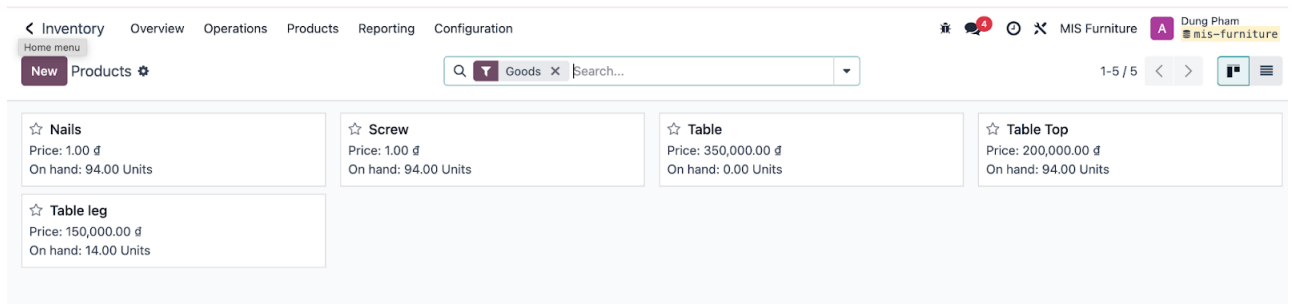 Inventory Overview Operations Products Reporting Configuration 4 MIS Furniture A Dung Pham
mis-furniture
Home menu
New Products Goods × Search... 1-5 / 5
Nails
Price: 1.00 ₫
On hand: 94.00 Units
Screw
Price: 1.00 ₫
On hand: 94.00 Units
Table
Price: 350,000.00 ₫
On hand: 0.00 Units
Table Top
Price: 200,000.00 ₫
On hand: 94.00 Units
Table leg
Price: 150,000.00 ₫
On hand: 14.00 Units